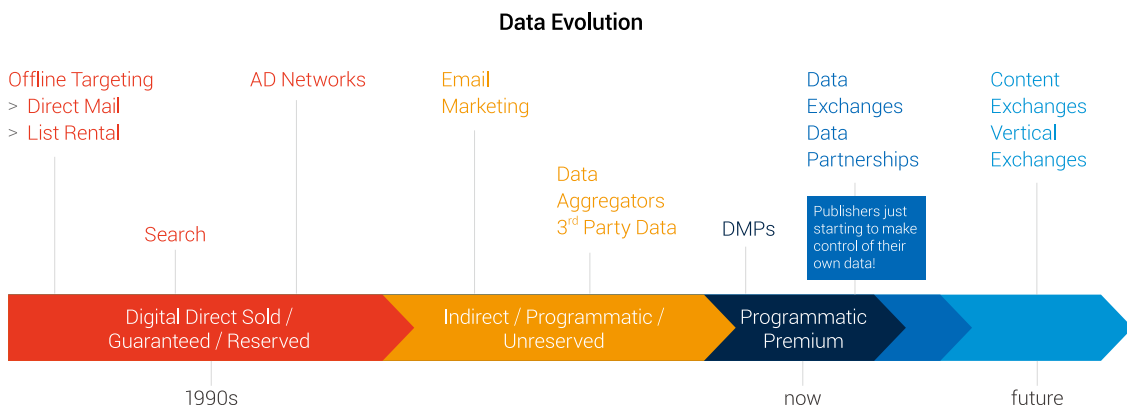 Data Evolution
Offline Targeting
> Direct Mail
> List Rental
Search
AD Networks
Email
Marketing
Data
Aggregators
3rd Party Data
DMPs
Data
Exchanges
Data
Partnerships
Publishers just
starting to make
control of their
own data!
Content
Exchanges
Vertical
Exchanges
Digital Direct Sold /
Guaranteed / Reserved
Indirect / Programmatic /
Unreserved
Programmatic
Premium
1990s
now
future